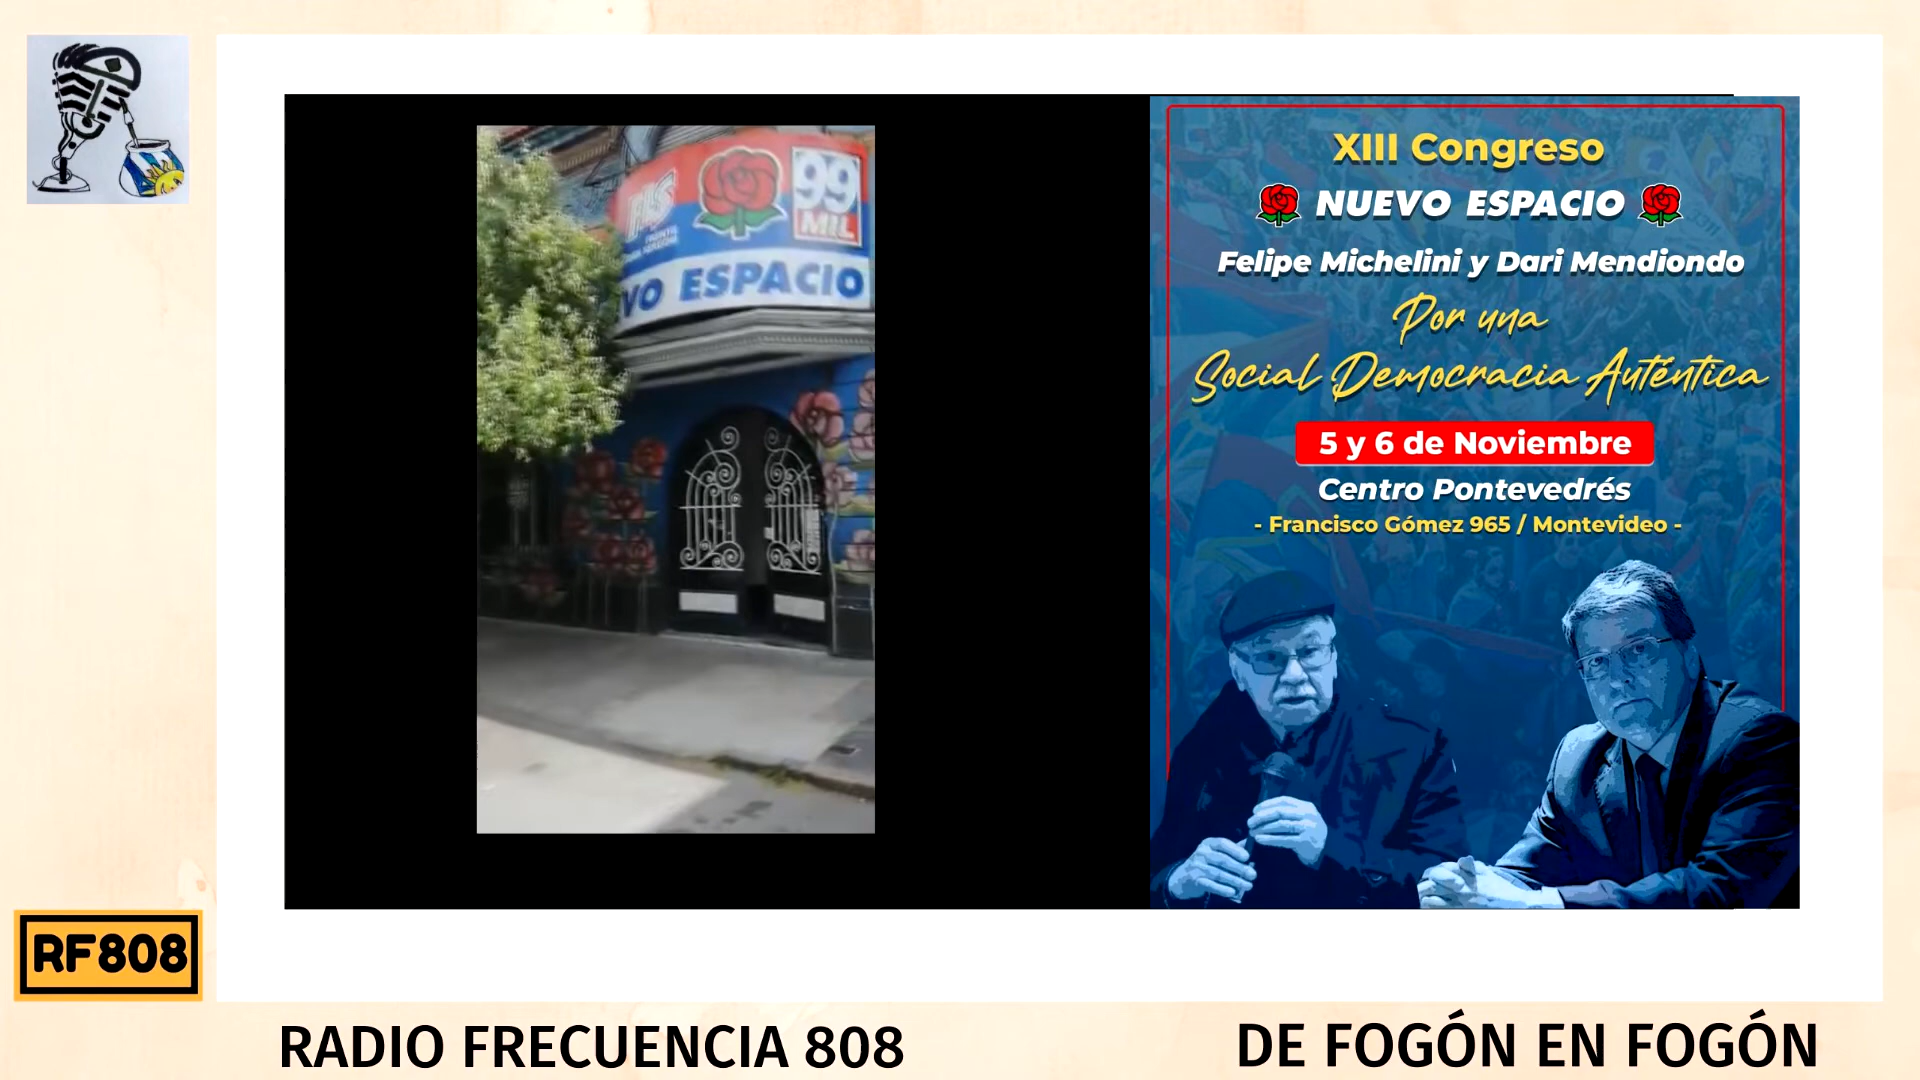 99
MIL
VO ESPACIO
XIII Congreso
NUEVO ESPACIO
Felipe Michelini y Dari Mendiondo
Por una
Social Democracia Auténtica
5 y 6 de Noviembre
Centro Pontevedrés
- Francisco Gómez 965 / Montevideo -
RF808
RADIO FRECUENCIA 808
DE FOGÓN EN FOGÓN